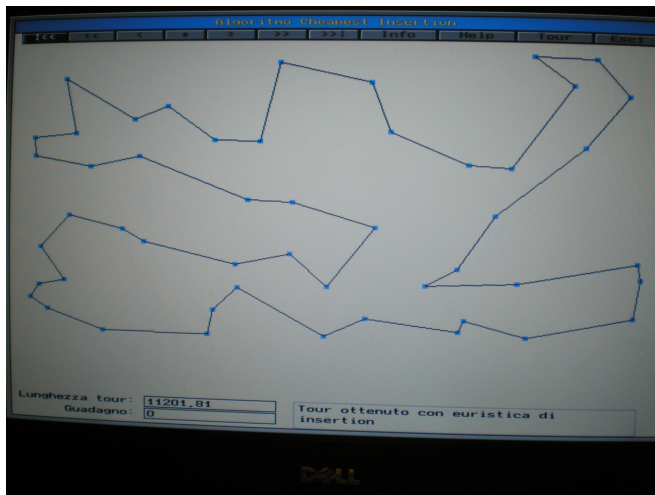 Algoritmo Cheapest Insertion
|<< << < * > >> >>| Info Help Tour Esci
Lunghezza tour: 11201,81
Guadagno: 0
Tour ottenuto con euristica di
insertion
DELL